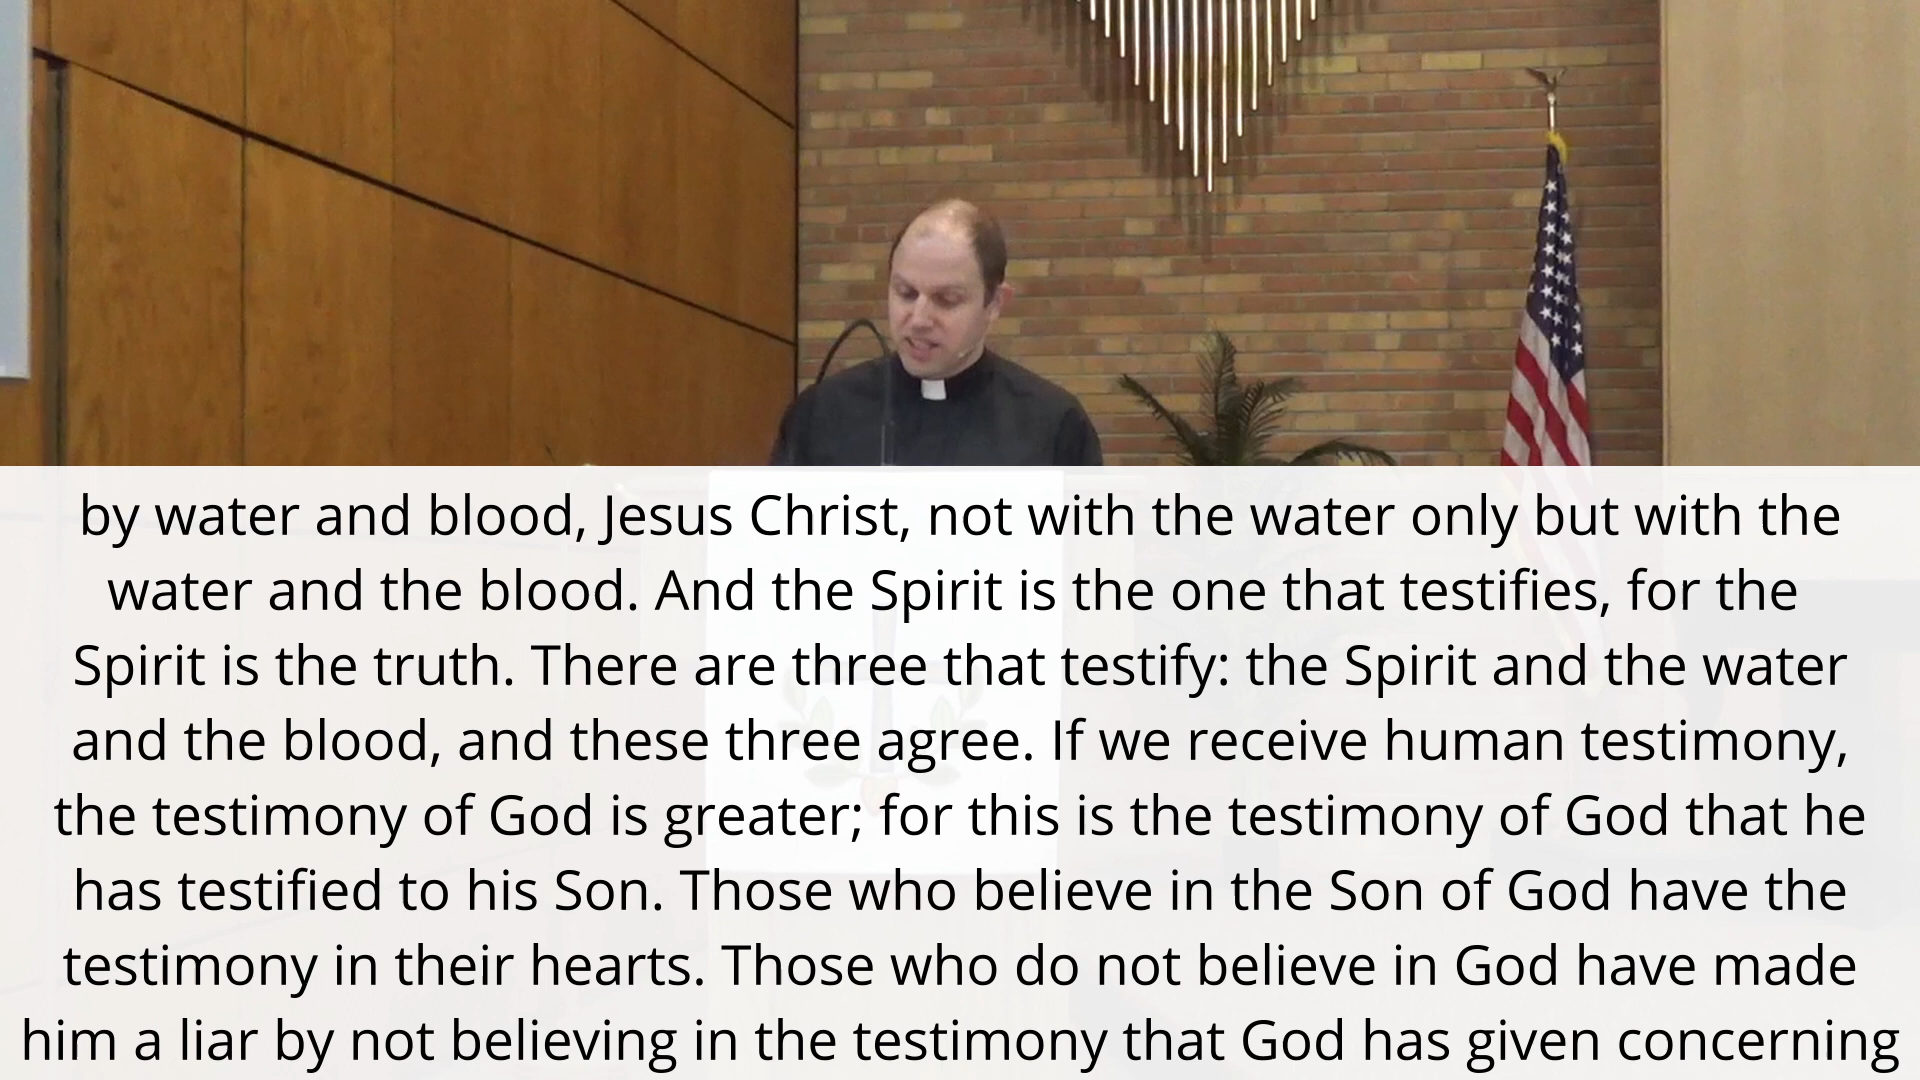 by water and blood, Jesus Christ, not with the water only but with the
water and the blood. And the Spirit is the one that testifies, for the
Spirit is the truth. There are three that testify: the Spirit and the water
and the blood, and these three agree. If we receive human testimony,
the testimony of God is greater; for this is the testimony of God that he
has testified to his Son. Those who believe in the Son of God have the
testimony in their hearts. Those who do not believe in God have made
him a liar by not believing in the testimony that God has given concerning